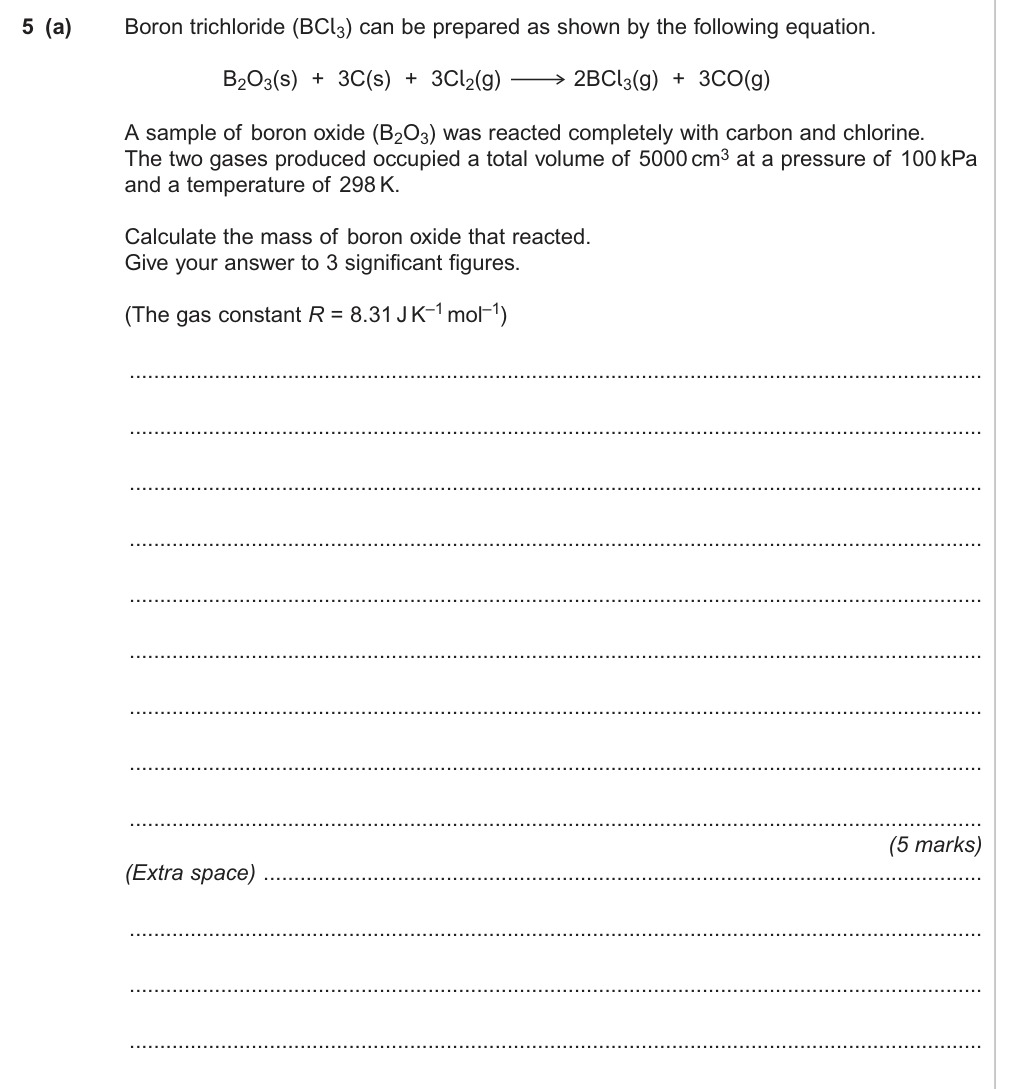 5 (a) Boron trichloride (BCl₃) can be prepared as shown by the following equation.
B₂O₃(s) + 3C(s) + 3Cl₂(g) ⟶ 2BCl₃(g) + 3CO(g)
A sample of boron oxide (B₂O₃) was reacted completely with carbon and chlorine.
The two gases produced occupied a total volume of 5000 cm³ at a pressure of 100 kPa
and a temperature of 298 K.
Calculate the mass of boron oxide that reacted.
Give your answer to 3 significant figures.
(The gas constant R = 8.31 J K⁻¹ mol⁻¹)
(5 marks)
(Extra space)